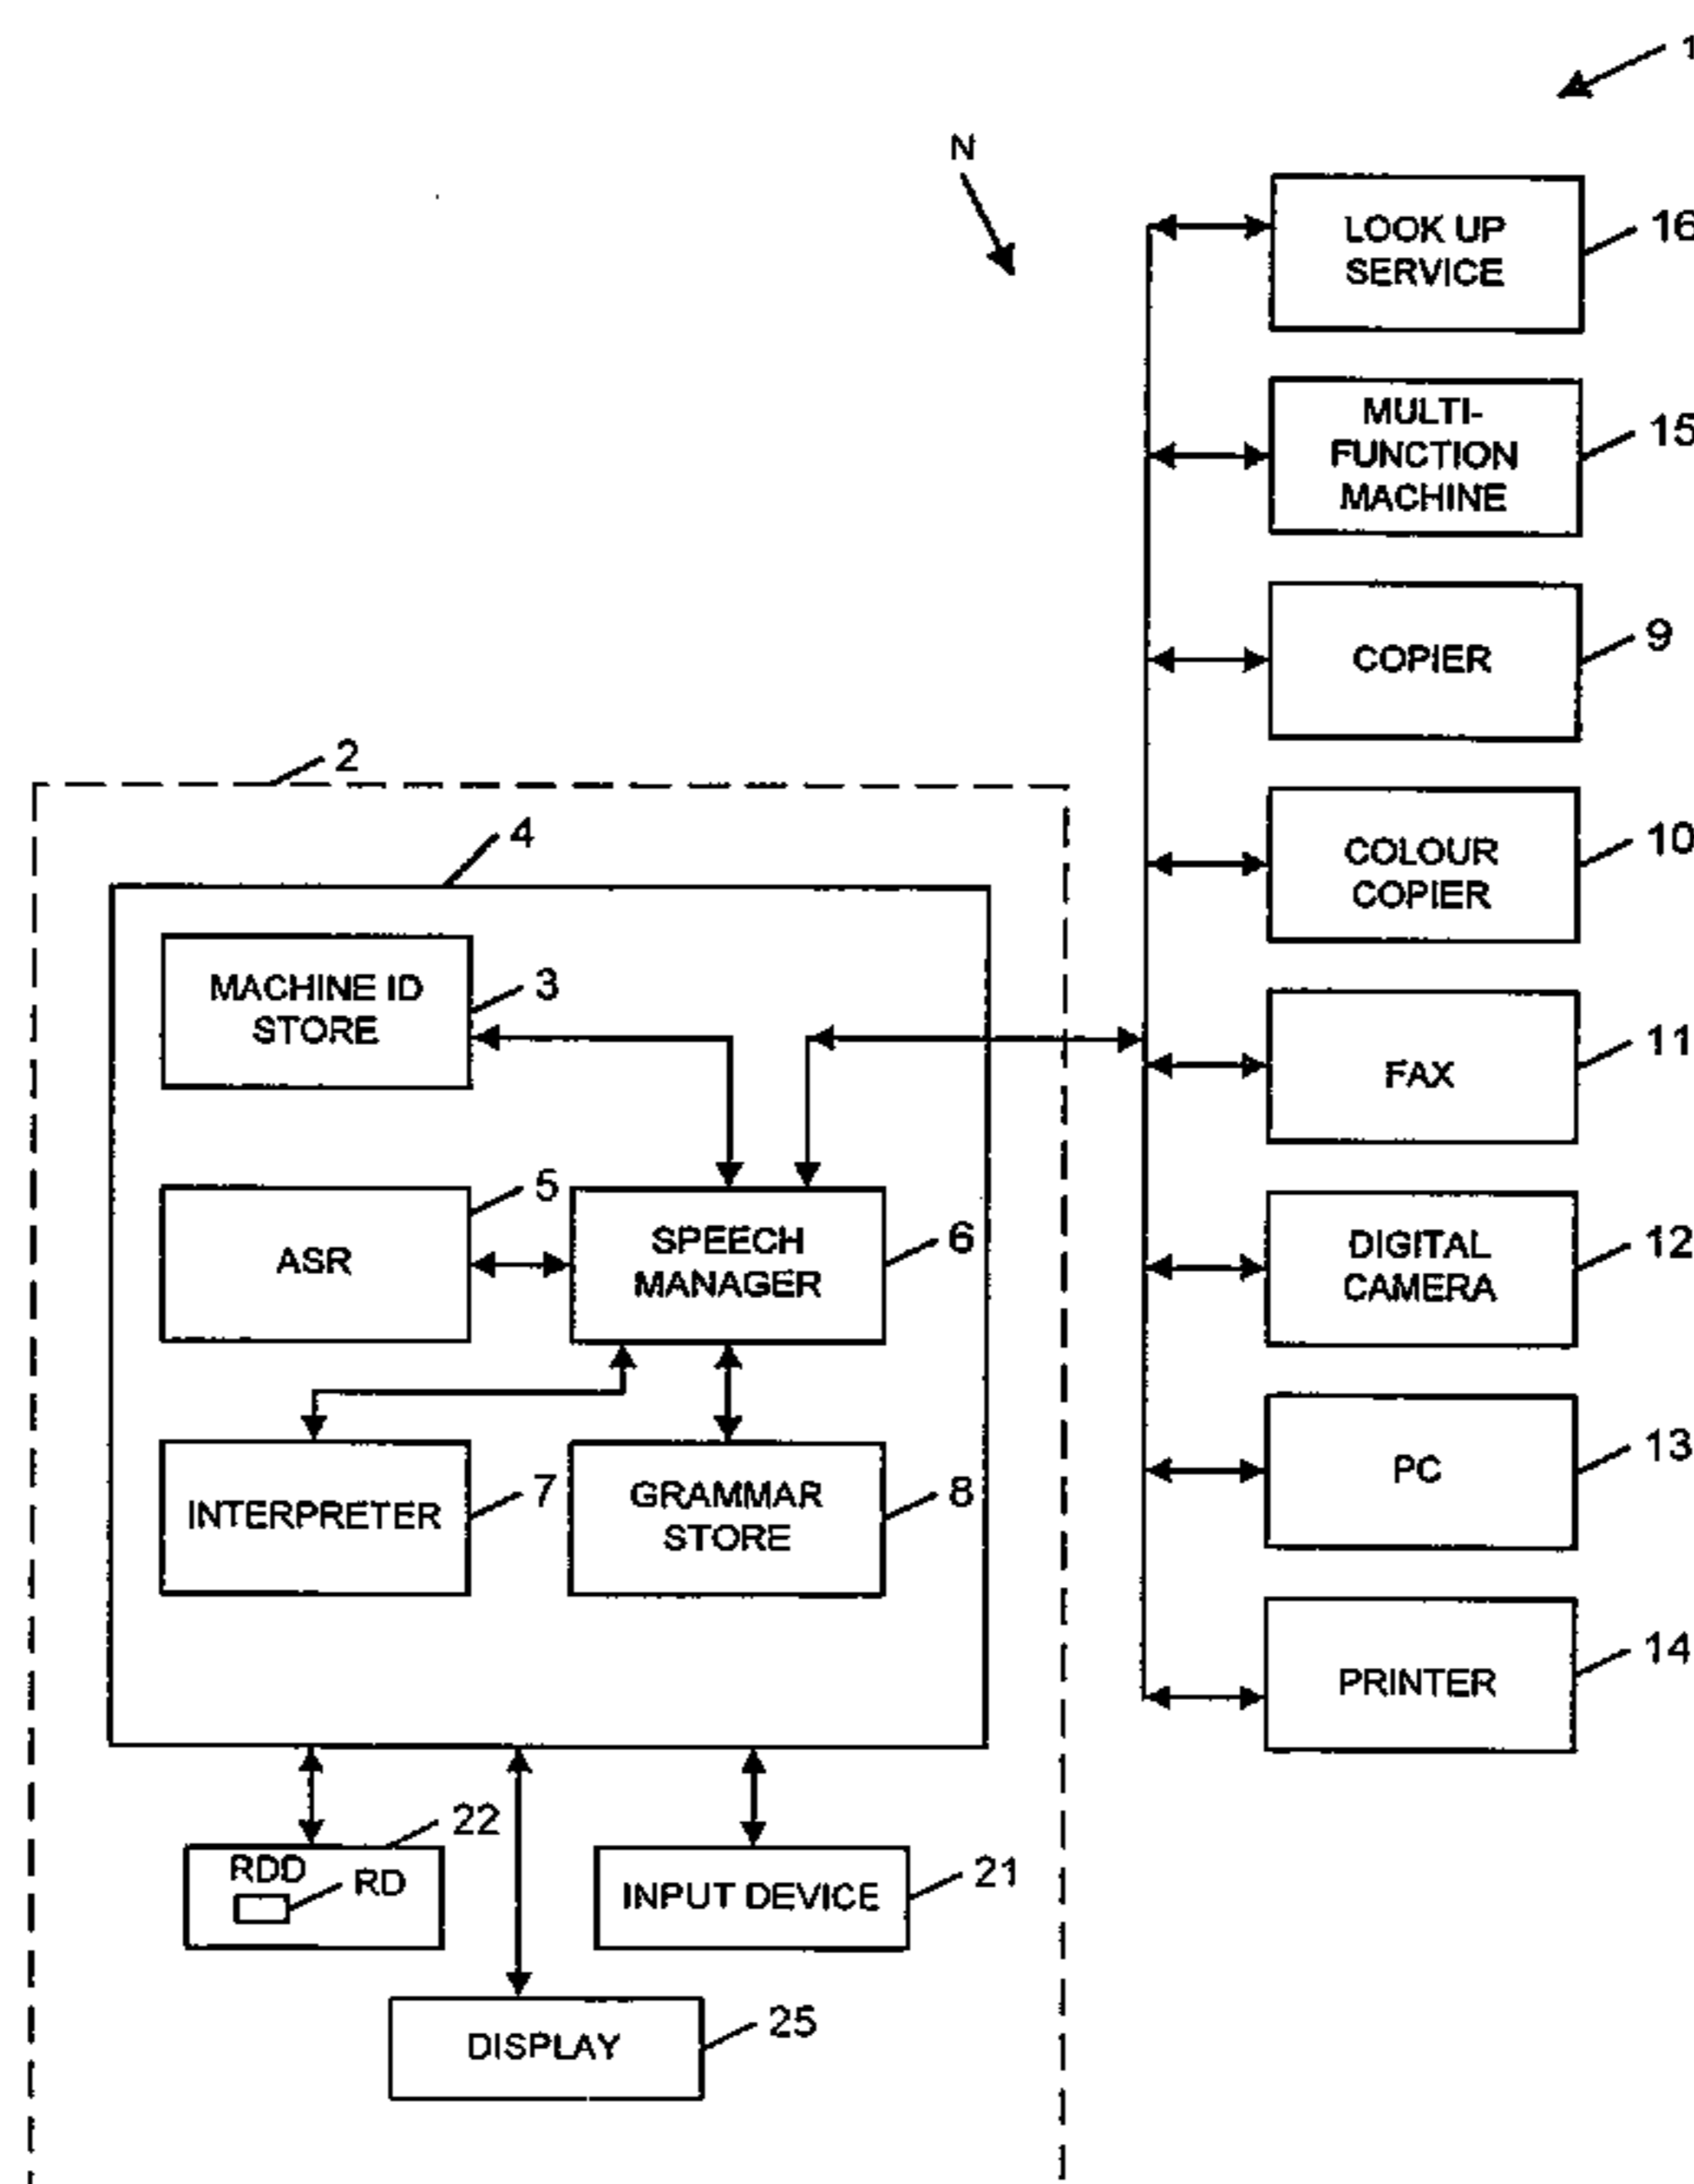 1
N
LOOK UP
SERVICE
16
MULTI-
FUNCTION
MACHINE
15
COPIER
9
COLOUR
COPIER
10
FAX
11
DIGITAL
CAMERA
12
PC
13
PRINTER
14
2
4
MACHINE ID
STORE
3
ASR
5
SPEECH
MANAGER
6
INTERPRETER
7
GRAMMAR
STORE
8
22
RDD
RD
INPUT DEVICE
21
DISPLAY
25